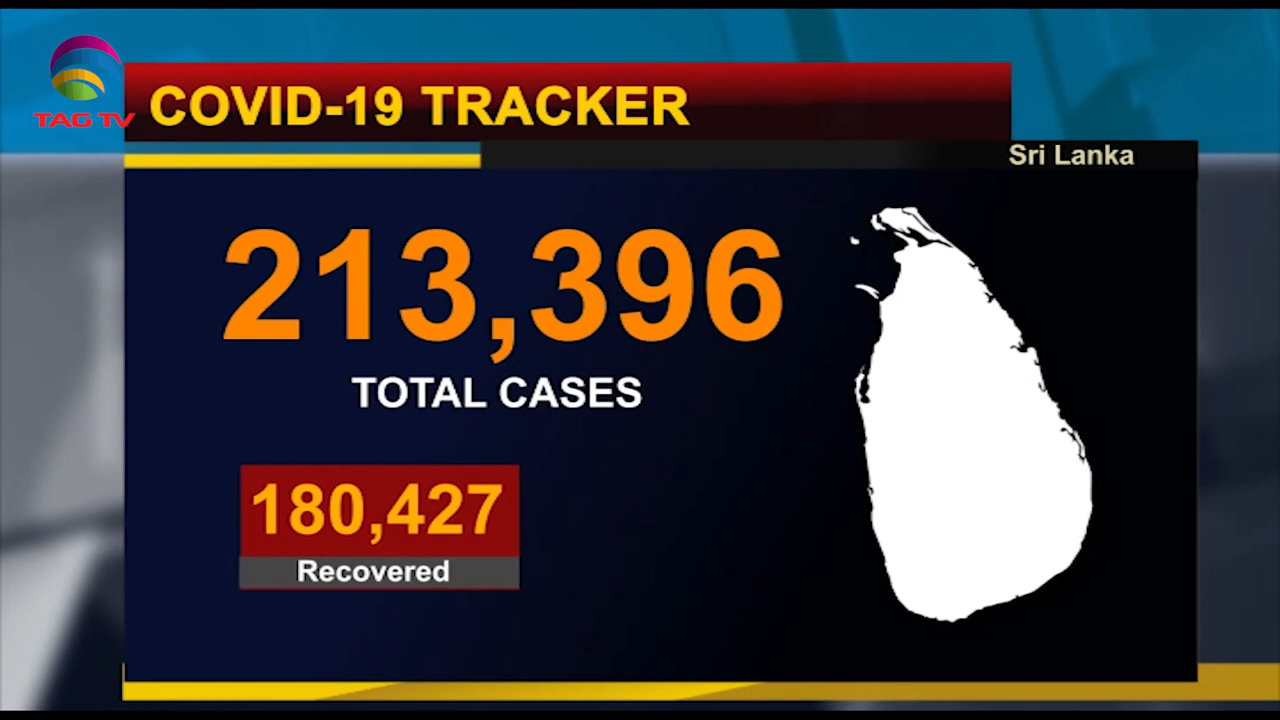 TAG TV
COVID-19 TRACKER
Sri Lanka
213,396
TOTAL CASES
180,427
Recovered